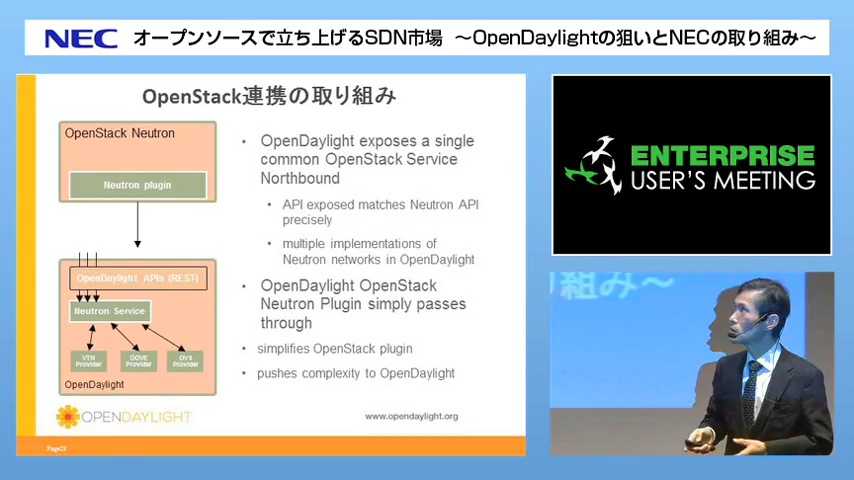 NEC オープンソースで立ち上げるSDN市場 ～OpenDaylightの狙いとNECの取り組み～
OpenStack連携の取り組み
OpenStack Neutron
Neutron plugin
OpenDaylight APIs (REST)
Neutron Service
VTN
Provider
DOVE
Provider
OVS
Provider
OpenDaylight
• OpenDaylight exposes a single
common OpenStack Service
Northbound
• API exposed matches Neutron API
precisely
• multiple implementations of
Neutron networks in OpenDaylight
• OpenDaylight OpenStack
Neutron Plugin simply passes
through
• simplifies OpenStack plugin
• pushes complexity to OpenDaylight
OPENDAYLIGHT
www.opendaylight.org
ENTERPRISE
USER'S MEETING
り組み～